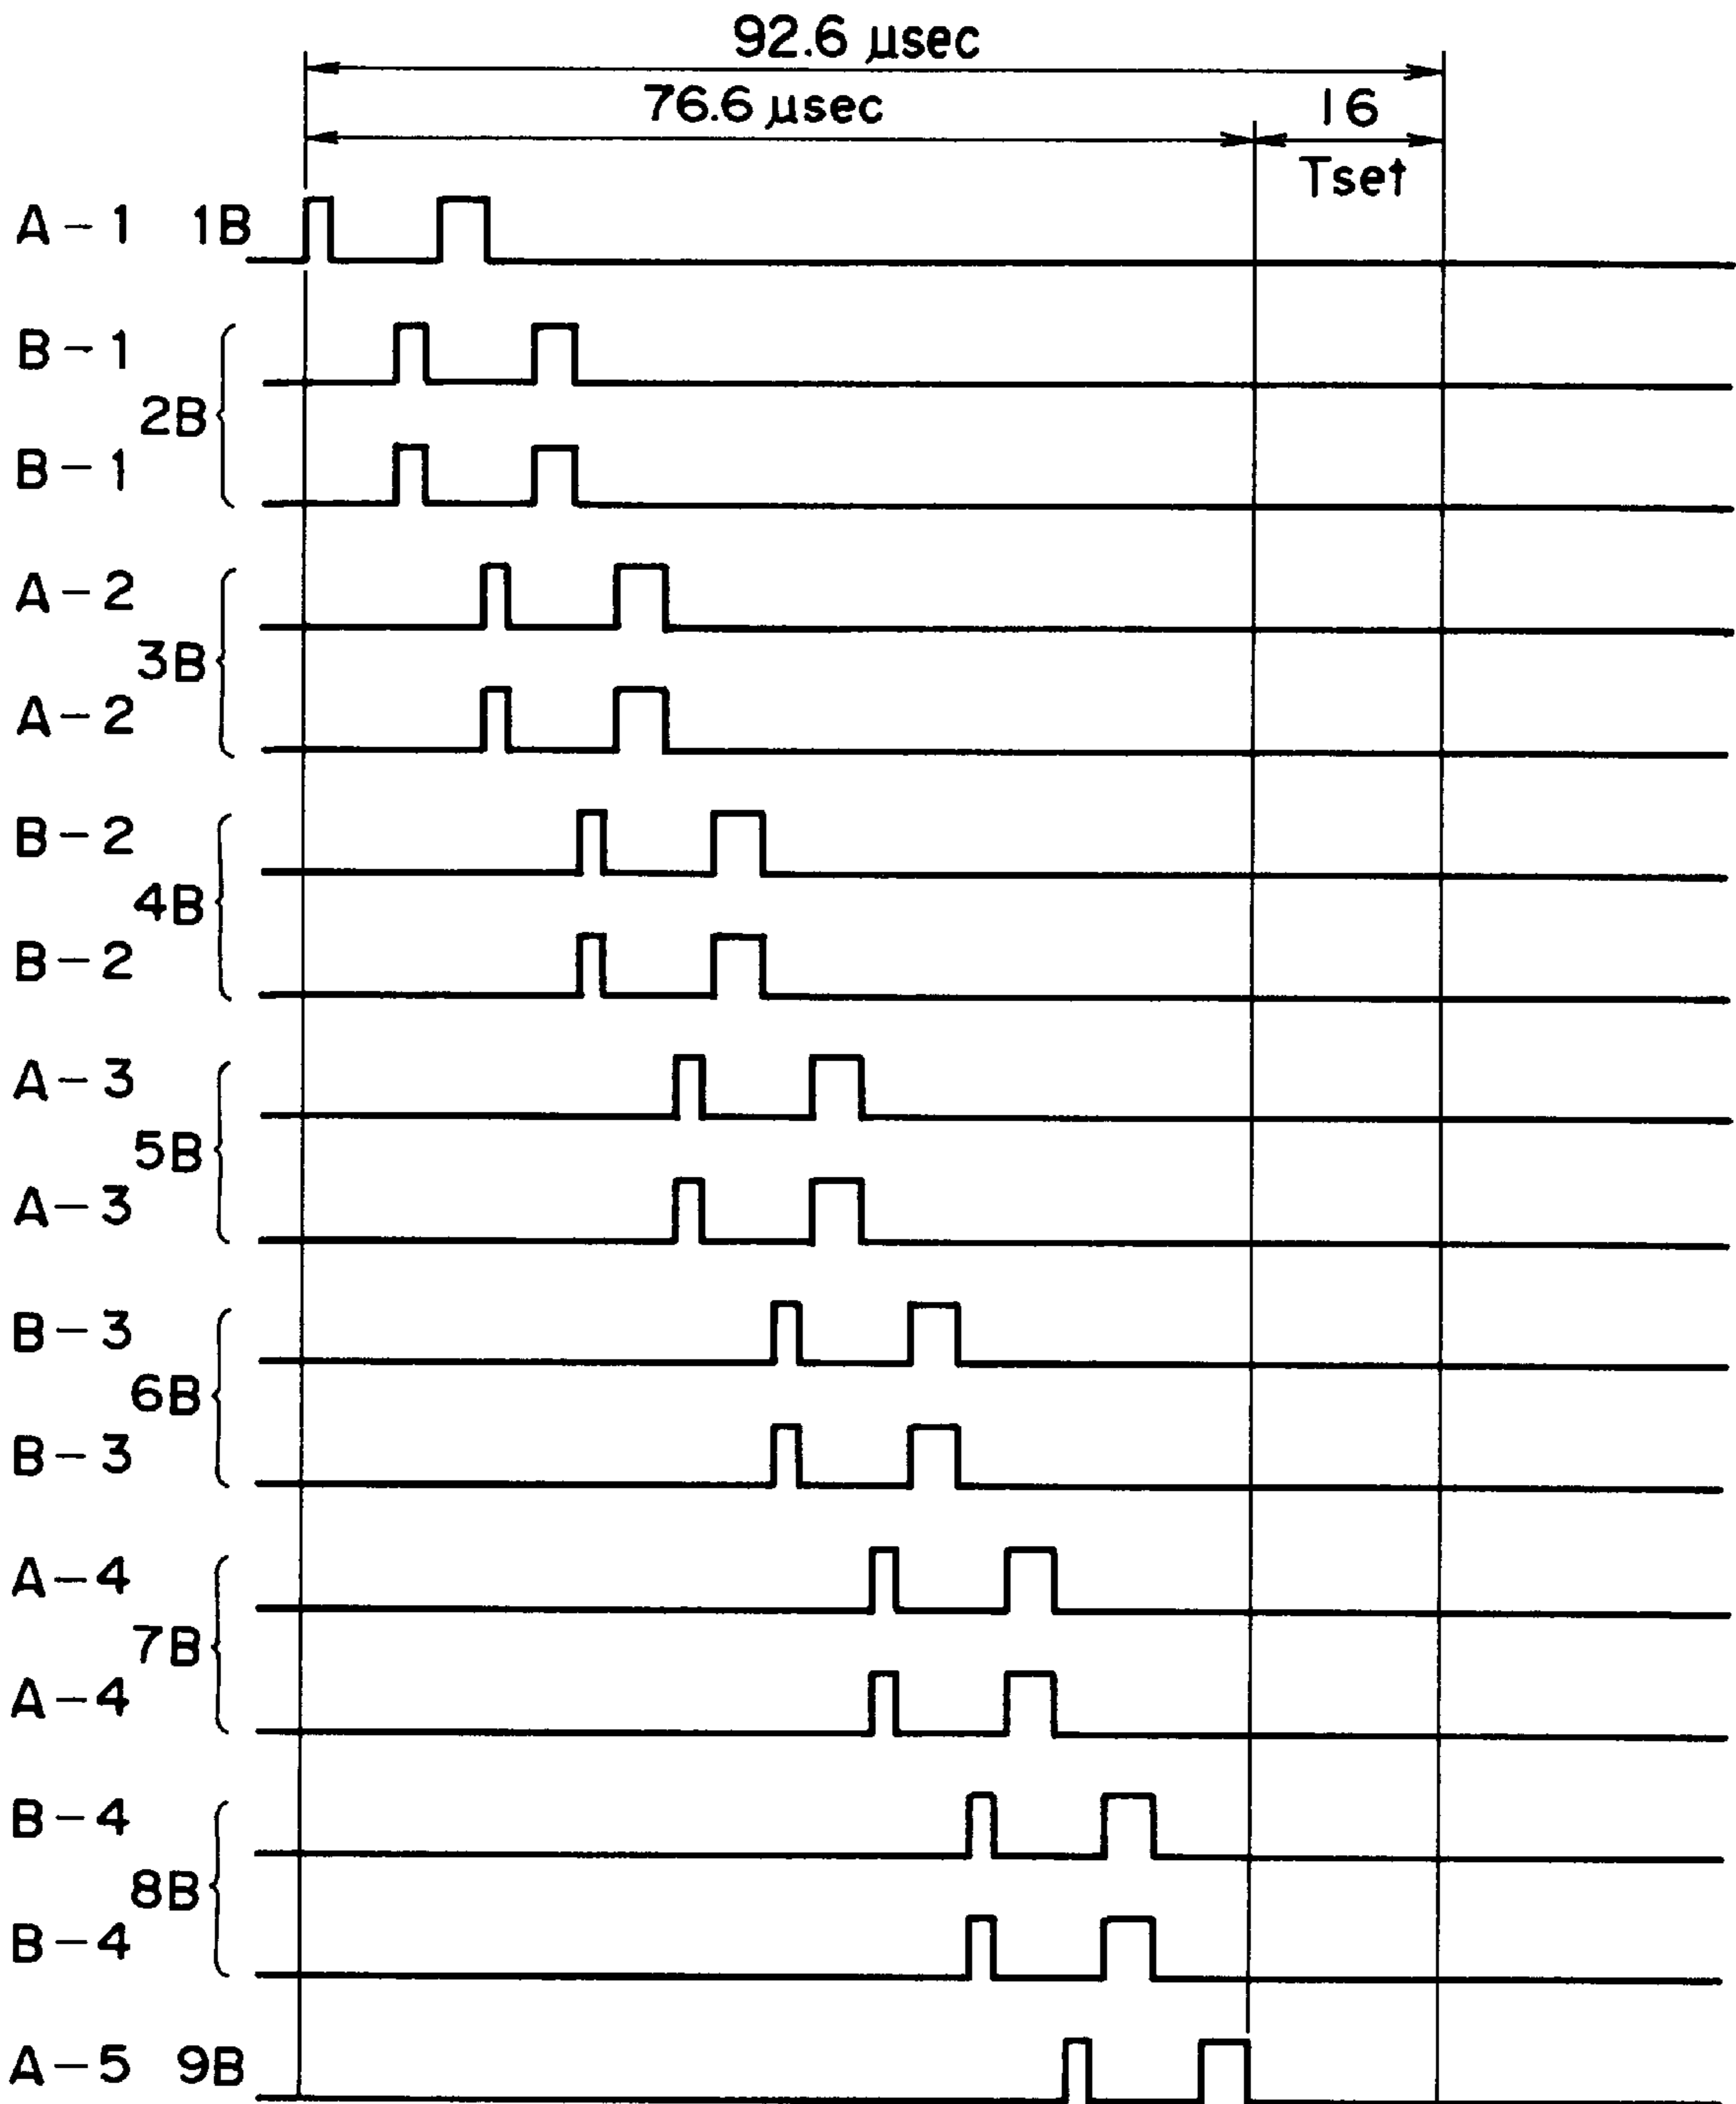 92.6 μsec
76.6 μsec 16
Tset
A-1 1B
B-1
2B
B-1
A-2
3B
A-2
B-2
4B
B-2
A-3
5B
A-3
B-3
6B
B-3
A-4
7B
A-4
B-4
8B
B-4
A-5 9B